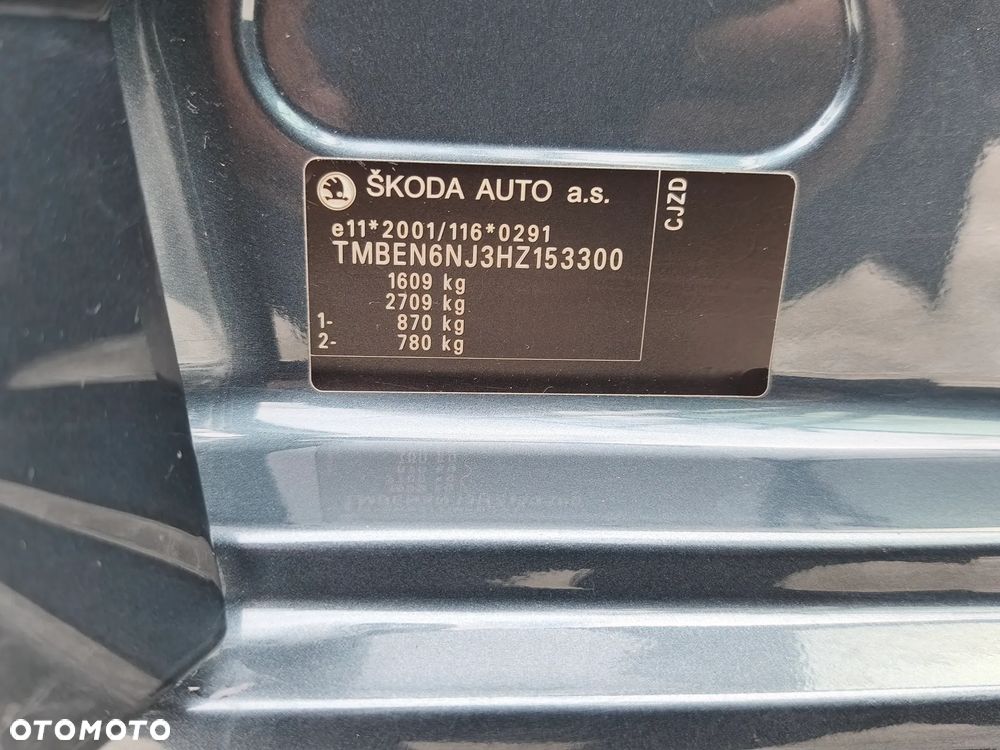 ŠKODA AUTO a.s.
e11*2001/116*0291
TMBEN6NJ3HZ153300
1609 kg
2709 kg
1- 870 kg
2- 780 kg
CJZD
OTOMOTO